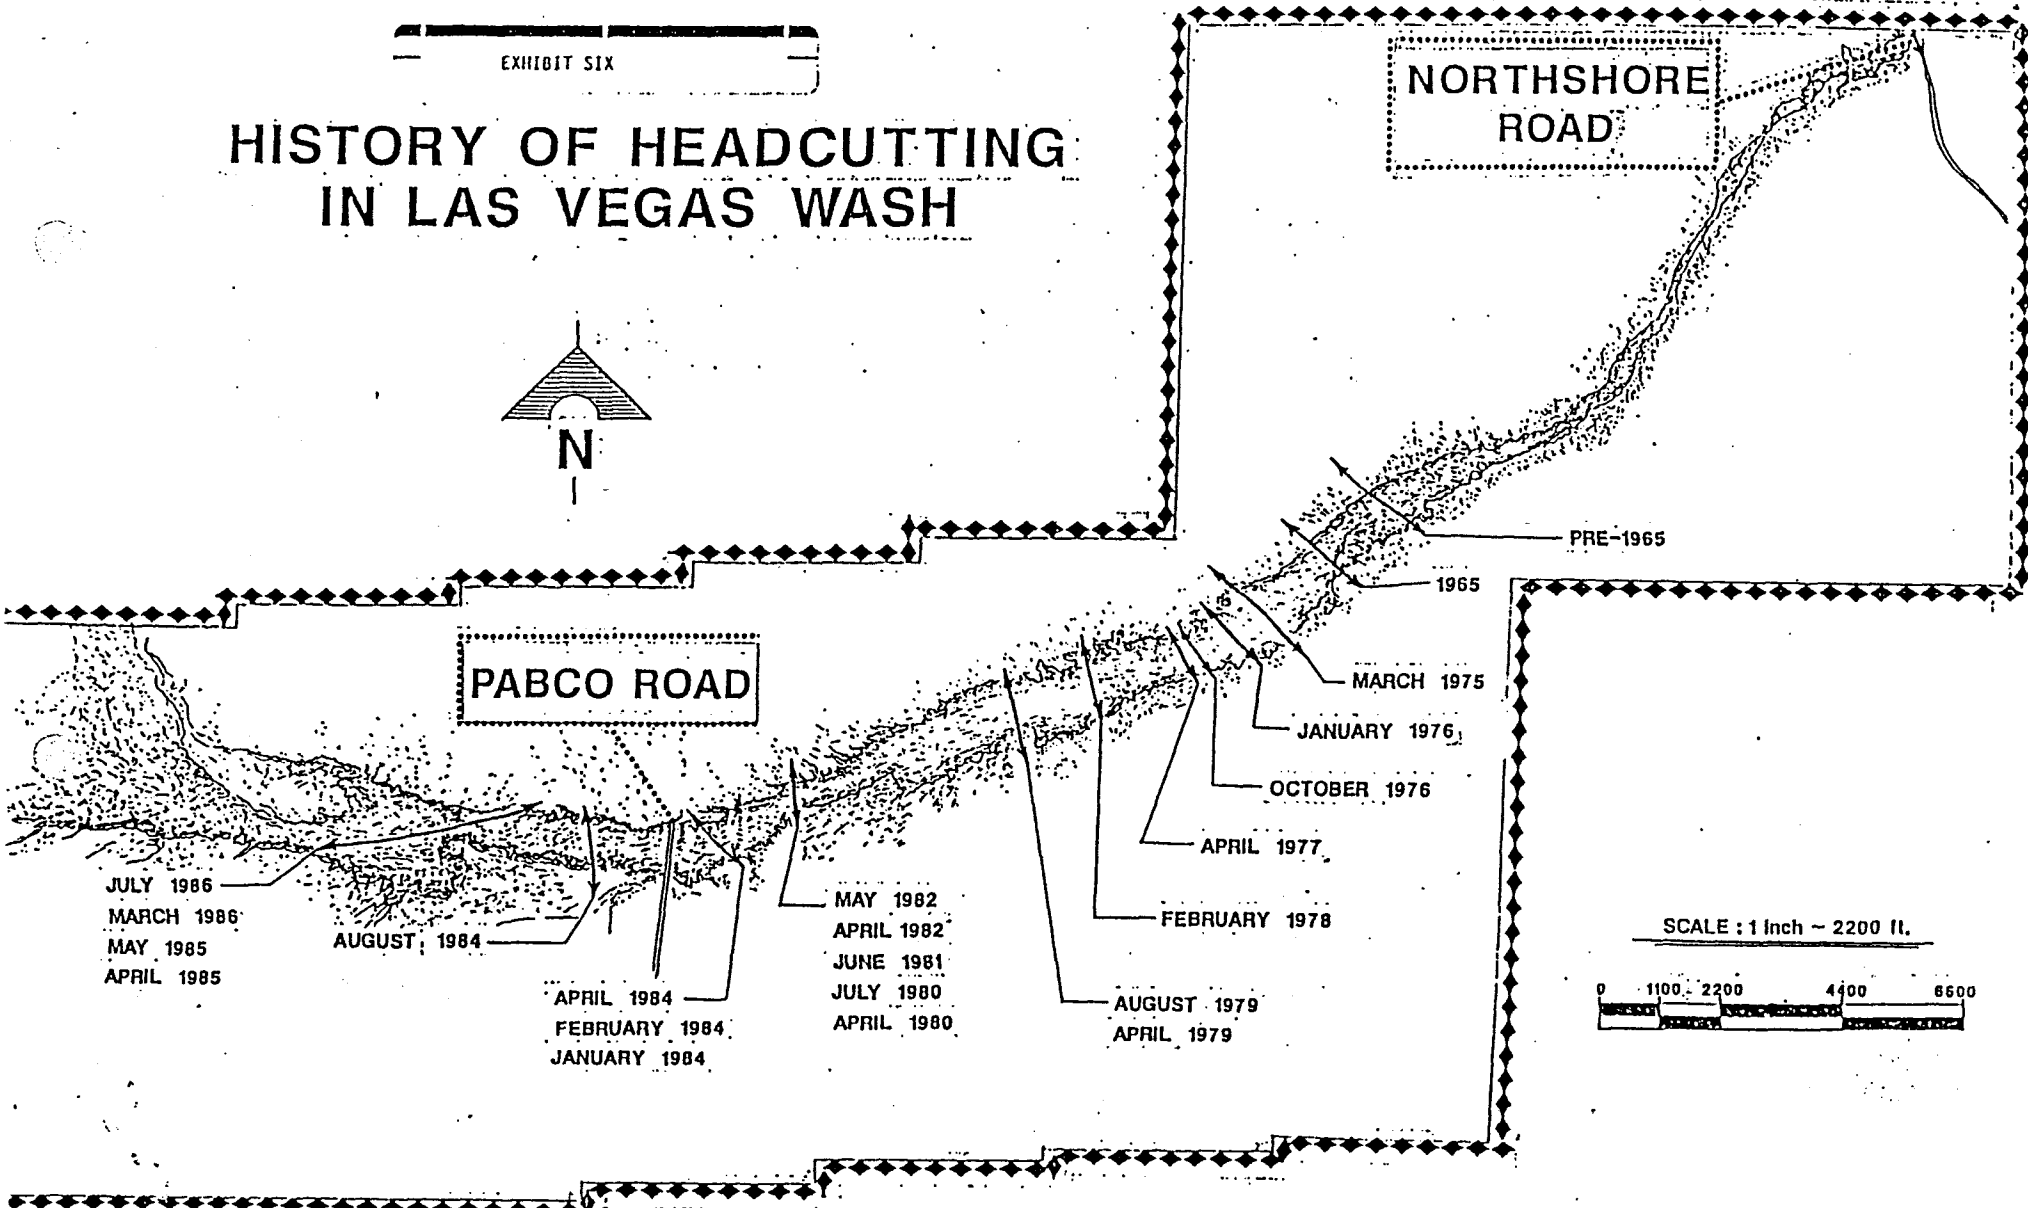 EXHIBIT SIX
HISTORY OF HEADCUTTING
IN LAS VEGAS WASH
NORTHSHORE
ROAD
N
PABCO ROAD
PRE-1965
1965
MARCH 1975
JANUARY 1976
OCTOBER 1976
APRIL 1977
FEBRUARY 1978
AUGUST 1979
APRIL 1979
MAY 1982
APRIL 1982
JUNE 1981
JULY 1980
APRIL 1980
APRIL 1984
FEBRUARY 1984
JANUARY 1984
AUGUST 1984
JULY 1986
MARCH 1986
MAY 1985
APRIL 1985
SCALE : 1 Inch ~ 2200 ft.
0 1100 2200 4400 6600